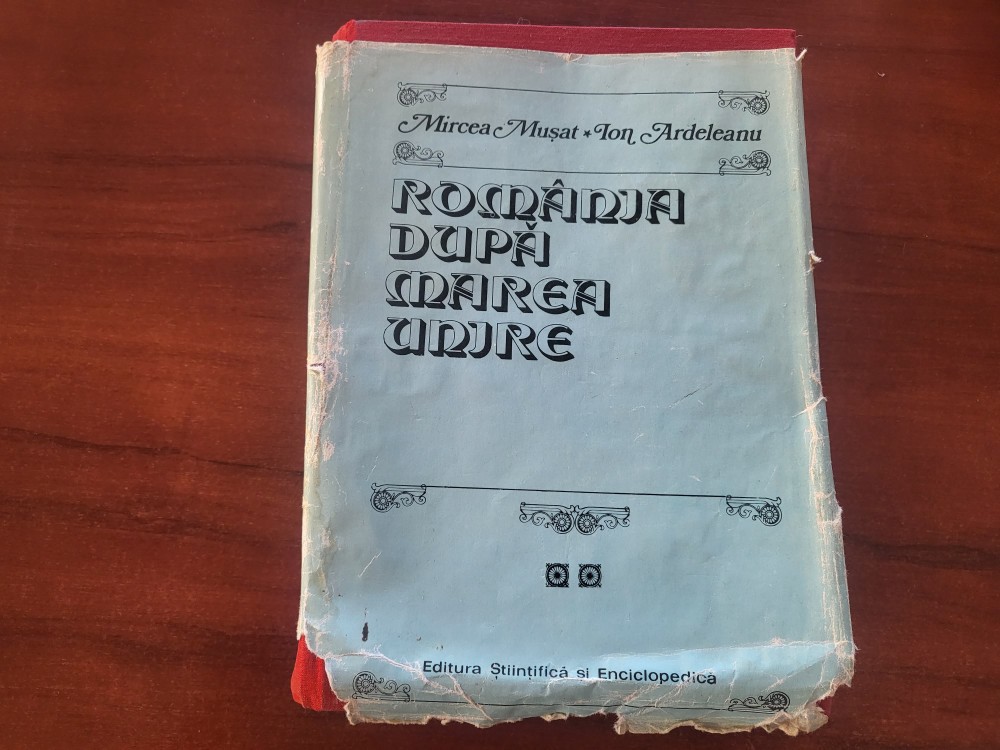 Mircea Mușat * Ion Ardeleanu
ROMÂNIA
DUPĂ
MAREA
UNIRE
Editura Științifică și Enciclopedică